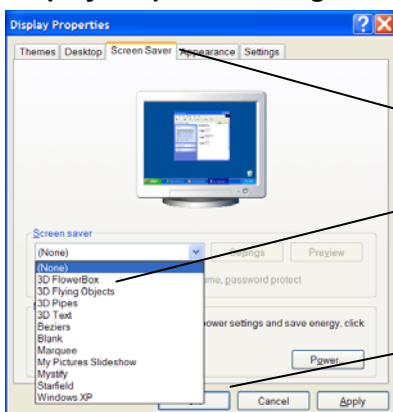 Display Properties
Themes Desktop Screen Saver Appearance Settings
Screen saver
(None) Settings Preview
(None)
3D FlowerBox
3D Flying Objects
3D Pipes
3D Text
Beziers
Blank
Marquee
My Pictures Slideshow
Mystify
Starfield
Windows XP
password protect
power settings and save energy, click
Power...
Cancel Apply